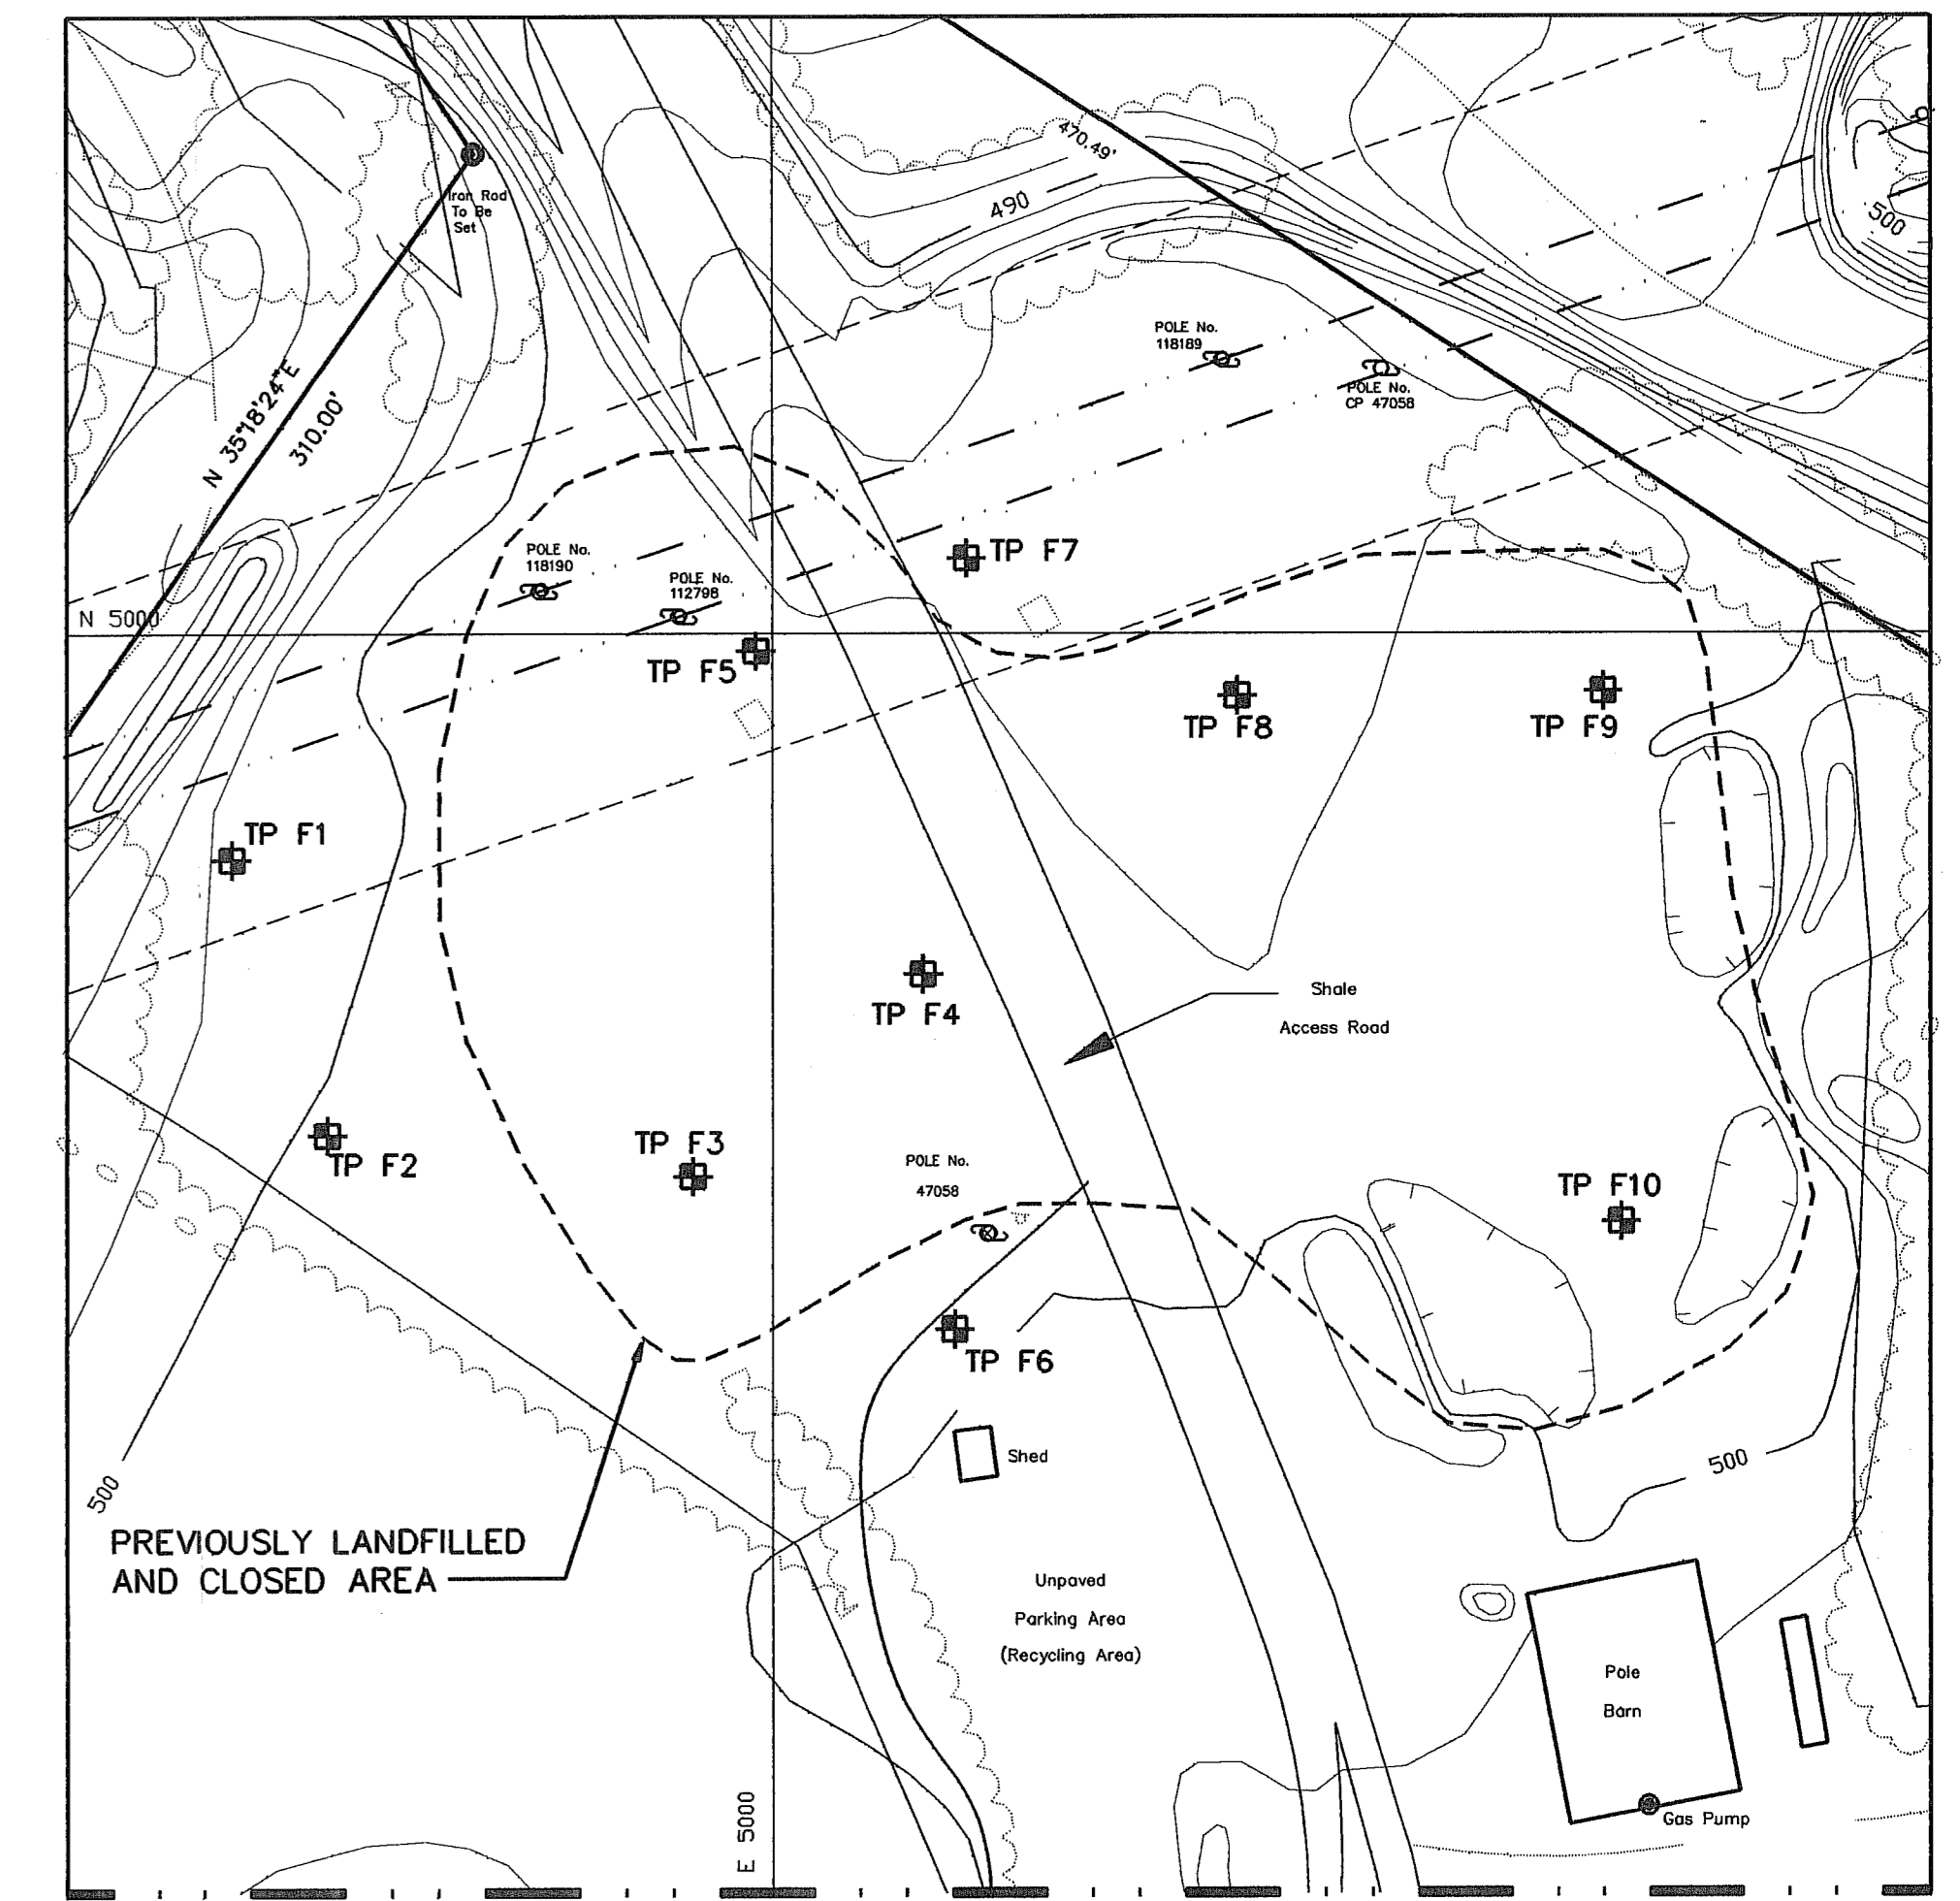 470.49'
490
500
Iron Rod
To Be
Set
POLE No.
118189
POLE No.
CP 47058
N 35°18'24"E
310.00'
POLE No.
118190
POLE No.
112798
TP F7
N 5000
TP F5
TP F8
TP F9
TP F1
TP F4
Shale
Access Road
TP F2
TP F3
POLE No.
47058
TP F10
TP F6
Shed
500
500
PREVIOUSLY LANDFILLED
AND CLOSED AREA
Unpaved
Parking Area
(Recycling Area)
Pole
Barn
E 5000
Gas Pump